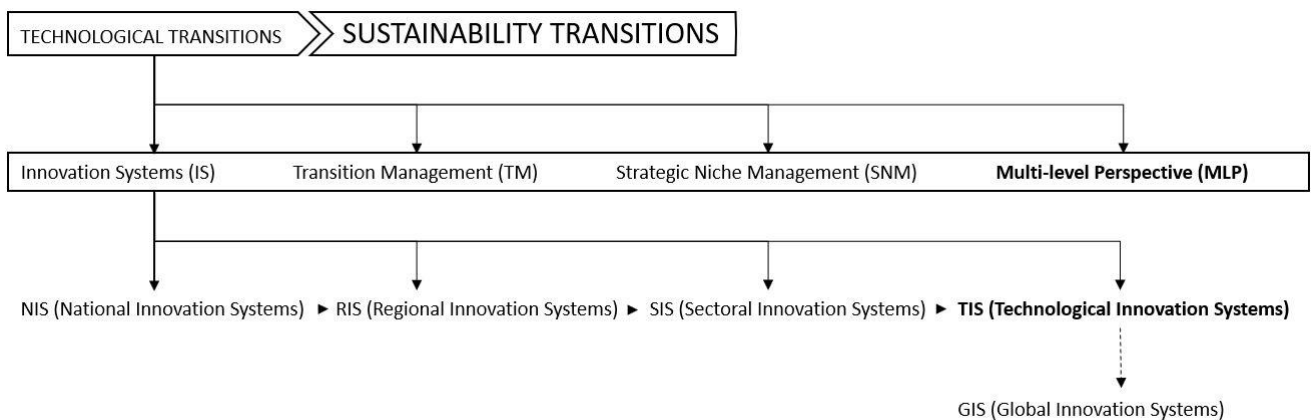 TECHNOLOGICAL TRANSITIONS SUSTAINABILITY TRANSITIONS
Innovation Systems (IS) Transition Management (TM) Strategic Niche Management (SNM) Multi-level Perspective (MLP)
NIS (National Innovation Systems) ► RIS (Regional Innovation Systems) ► SIS (Sectoral Innovation Systems) ► TIS (Technological Innovation Systems)
GIS (Global Innovation Systems)